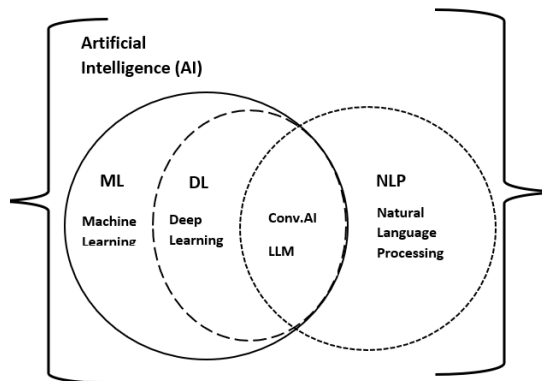 Artificial
Intelligence (AI)
ML
DL
NLP
Machine
Learning
Deep
Learning
Conv.AI
LLM
Natural
Language
Processing